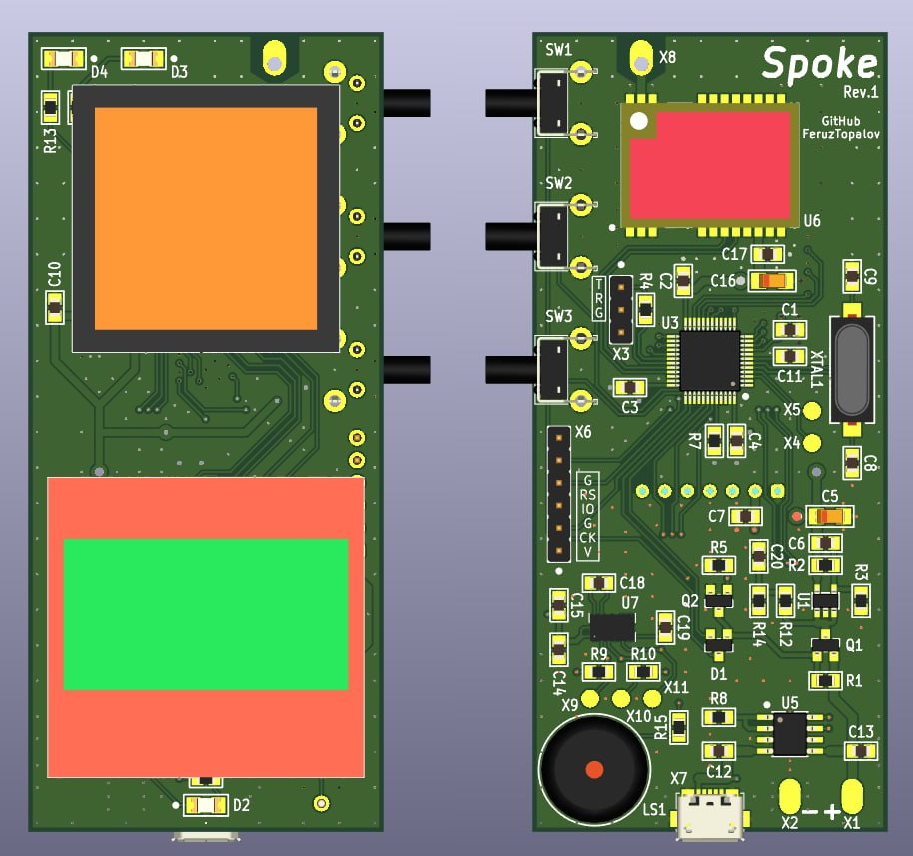 D4
D3
R13
C10
D2
SW1
X8
Spoke
Rev.1
GitHub
FeruzTopalov
U6
SW2
C17
T
R
G
R4
C2
C16
C9
SW3
X3
U3
C1
C11
XTAL1
C3
X5
X4
X6
R7
C4
C8
G
RS
IO
G
CK
V
C7
C5
C20
C6
R5
R2
R3
C18
C15
U7
Q2
U1
C19
R14
R12
Q1
C14
R9
R10
D1
R1
X9
X10
X11
R15
R8
U5
C13
C12
X7
LS1
X2
- +
X1